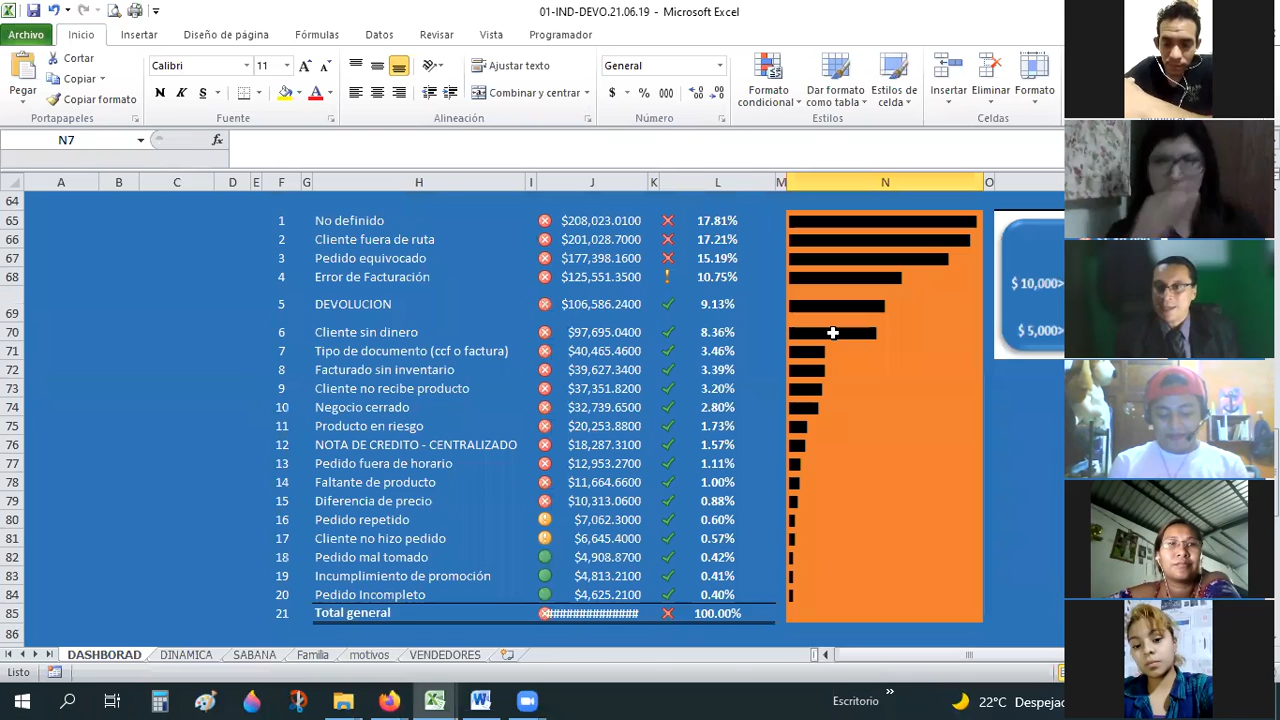 01-IND-DEVO.21.06.19 - Microsoft Excel
Archivo Inicio Insertar Diseño de página Fórmulas Datos Revisar Vista Programador
Pegar
Cortar
Copiar
Copiar formato
Portapapeles
Calibri 11
N K S
Fuente
Ajustar texto
Combinar y centrar
Alineación
General
$ % 000
Número
Formato condicional
Dar formato como tabla
Estilos de celda
Estilos
Insertar Eliminar Formato
Celdas
N7 fx
A B C D E F G H I J K L M N O
64
65 1 No definido $208,023.0100 17.81%
66 2 Cliente fuera de ruta $201,028.7000 17.21%
67 3 Pedido equivocado $177,398.1600 15.19%
68 4 Error de Facturación $125,551.3500 10.75%
69 5 DEVOLUCION $106,586.2400 9.13%
70 6 Cliente sin dinero $97,695.0400 8.36%
71 7 Tipo de documento (ccf o factura) $40,465.4600 3.46%
72 8 Facturado sin inventario $39,627.3400 3.39%
73 9 Cliente no recibe producto $37,351.8200 3.20%
74 10 Negocio cerrado $32,739.6500 2.80%
75 11 Producto en riesgo $20,253.8800 1.73%
76 12 NOTA DE CREDITO - CENTRALIZADO $18,287.3100 1.57%
77 13 Pedido fuera de horario $12,953.2700 1.11%
78 14 Faltante de producto $11,664.6600 1.00%
79 15 Diferencia de precio $10,313.0600 0.88%
80 16 Pedido repetido $7,062.3000 0.60%
81 17 Cliente no hizo pedido $6,645.4000 0.57%
82 18 Pedido mal tomado $4,908.8700 0.42%
83 19 Incumplimiento de promoción $4,813.2100 0.41%
84 20 Pedido Incompleto $4,625.2100 0.40%
85 21 Total general ############### 100.00%
86
$ 10,000>
$ 5,000>
DASHBORAD DINAMICA SABANA Familia motivos VENDEDORES
Listo
Escritorio » 22°C Despejad